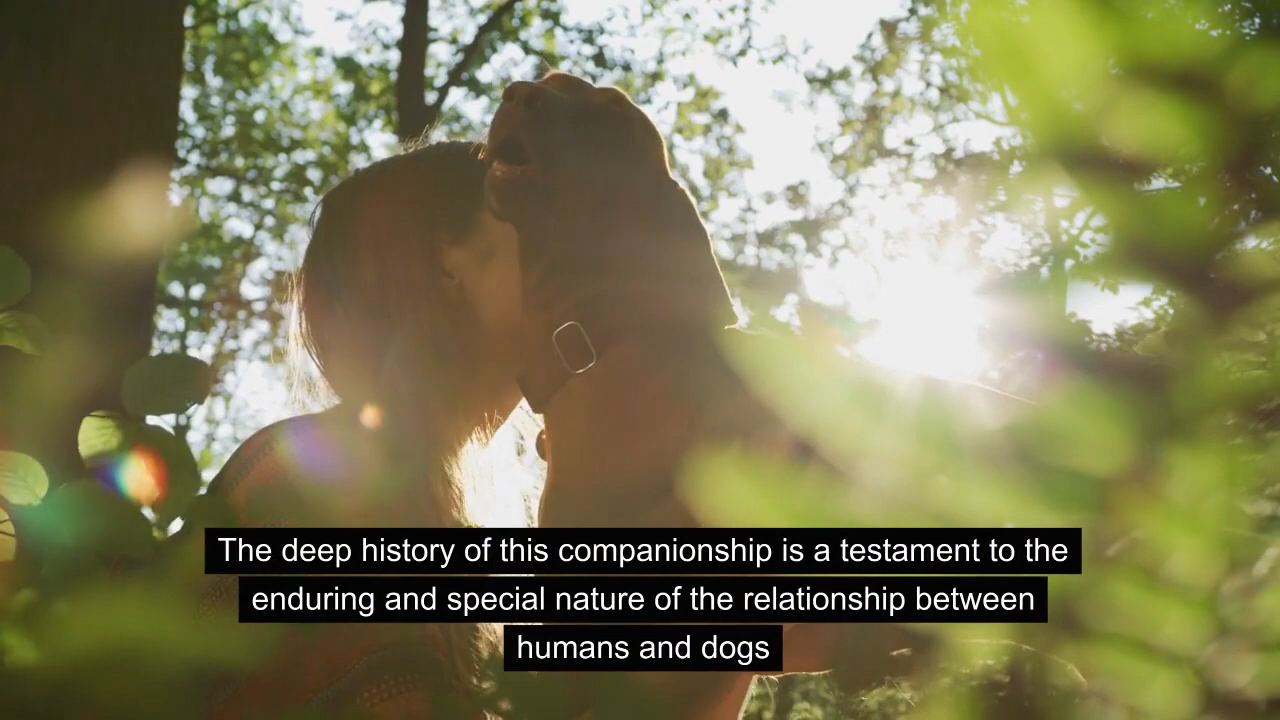 The deep history of this companionship is a testament to the
enduring and special nature of the relationship between
humans and dogs